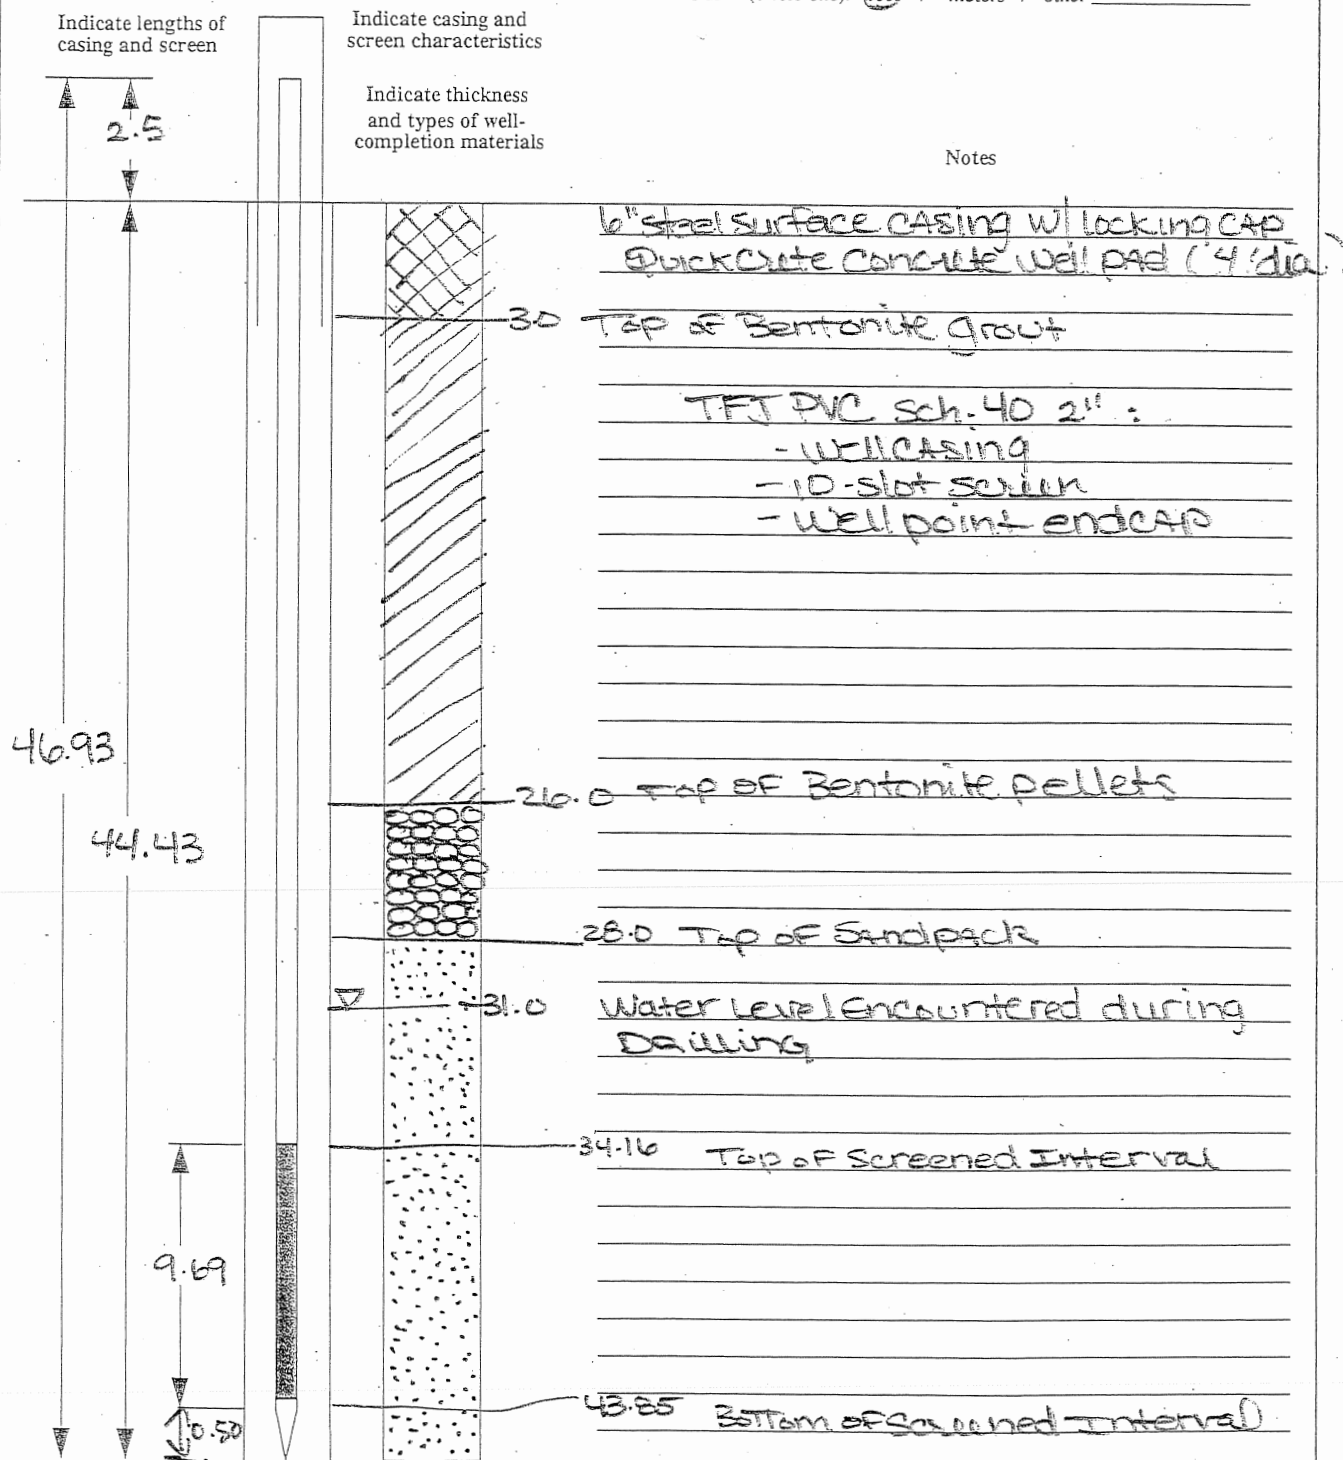 Indicate lengths of
casing and screen
Indicate casing and
screen characteristics
Indicate thickness
and types of well-
completion materials
Notes
2.5
6" steel surface CAsing w/ locking CAP
QuickCrete Concrete Well pAd (4' dia.)
3.0 Top of Bentonite grout
TFJ PVC Sch. 40 2" :
- Well CAsing
- 10-slot screen
- Well point endCAP
46.93
26.0 Top OF Bentonite pellets
44.43
28.0 Top of Sandpack
31.0 Water Level Encountered during
Drilling
34.16 Top of Screened Interval
9.69
43.85 Bottom of Screened Interval
0.50